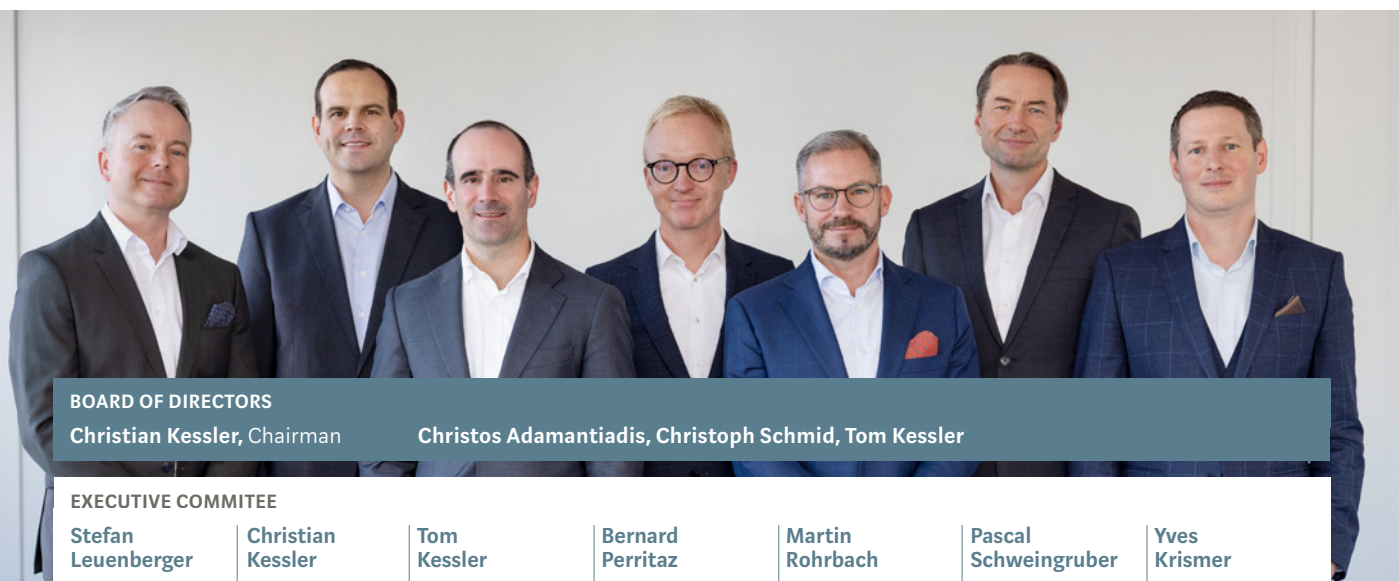 BOARD OF DIRECTORS
Christian Kessler, Chairman
Christos Adamantiadis, Christoph Schmid, Tom Kessler
EXECUTIVE COMMITEE
Stefan
Leuenberger
Christian
Kessler
Tom
Kessler
Bernard
Perritaz
Martin
Rohrbach
Pascal
Schweingruber
Yves
Krismer